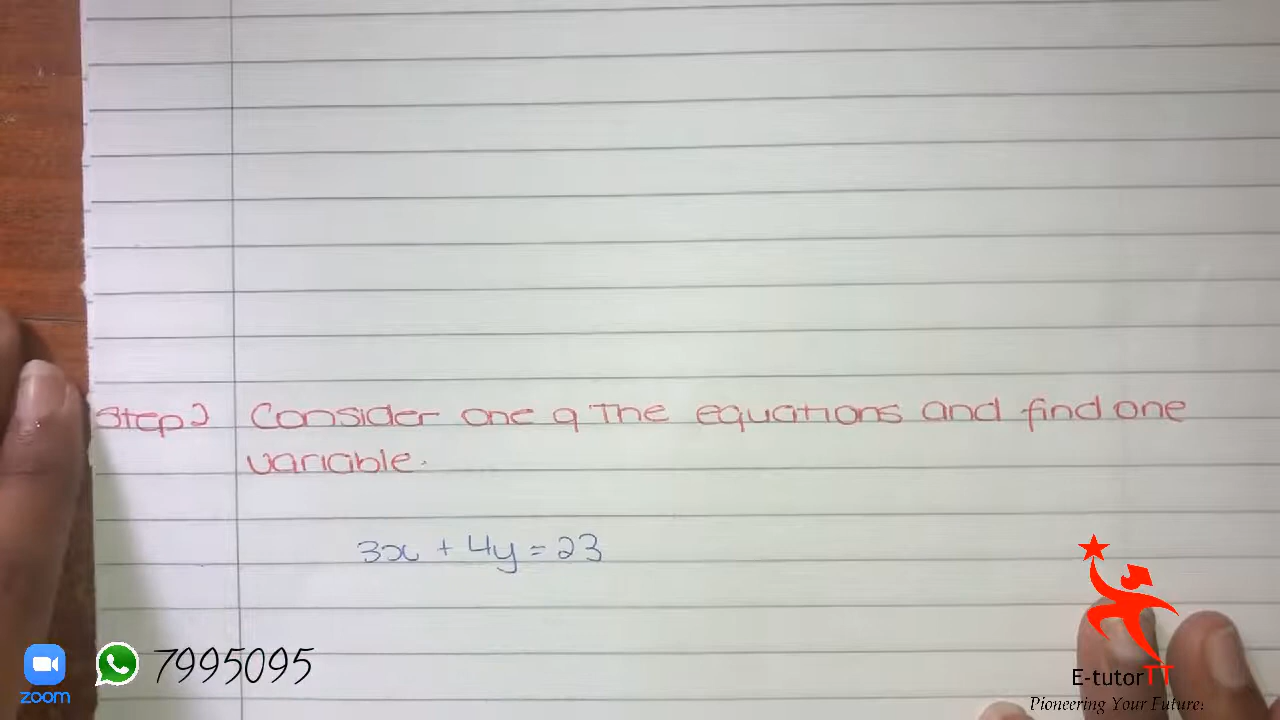 Step 2 Consider one of the equations and find one
variable.
3x + 4y = 23
7995095
zoom
E-tutorTT
Pioneering Your Future: